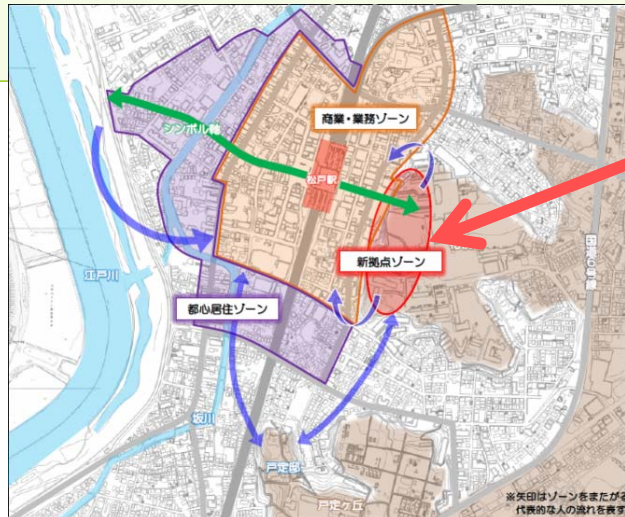 商業・業務ゾーン
シンボル軸
松戸駅
新拠点ゾーン
江戸川
都心居住ゾーン
坂川
戸定邸
戸定ヶ丘
※矢印はゾーンをまたがる
代表的な人の流れを表す